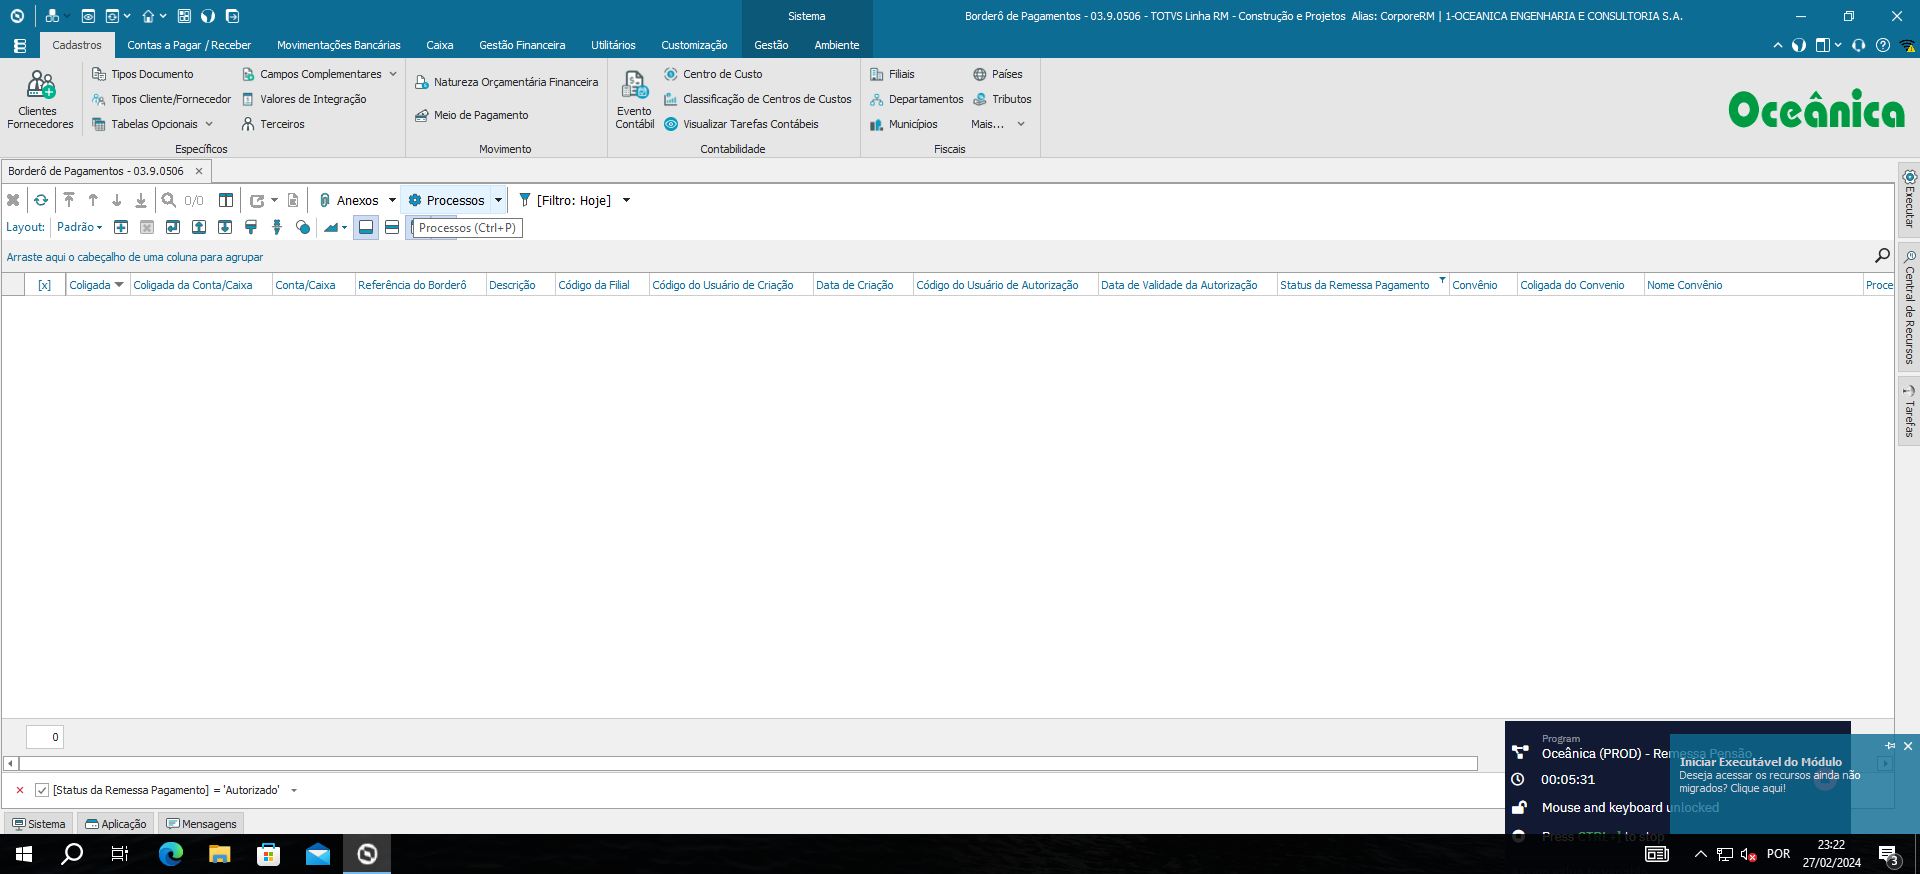 Sistema
Borderô de Pagamentos - 03.9.0506 - TOTVS Linha RM - Construção e Projetos Alias: CorporeRM | 1-OCEANICA ENGENHARIA E CONSULTORIA S.A.
Cadastros
Contas a Pagar / Receber
Movimentações Bancárias
Caixa
Gestão Financeira
Utilitários
Customização
Gestão
Ambiente
Clientes Fornecedores
Tipos Documento
Tipos Cliente/Fornecedor
Tabelas Opcionais
Campos Complementares
Valores de Integração
Terceiros
Específicos
Natureza Orçamentária Financeira
Meio de Pagamento
Movimento
Evento Contábil
Centro de Custo
Classificação de Centros de Custos
Visualizar Tarefas Contábeis
Contabilidade
Filiais
Departamentos
Municípios
Países
Tributos
Mais...
Fiscais
Oceânica
Borderô de Pagamentos - 03.9.0506
0/0
Anexos
Processos
[Filtro: Hoje]
Layout:
Padrão
Processos (Ctrl+P)
Arraste aqui o cabeçalho de uma coluna para agrupar
[x]
Coligada
Coligada da Conta/Caixa
Conta/Caixa
Referência do Borderô
Descrição
Código da Filial
Código do Usuário de Criação
Data de Criação
Código do Usuário de Autorização
Data de Validade da Autorização
Status da Remessa Pagamento
Convênio
Coligada do Convenio
Nome Convênio
Proce
Executar
Central de Recursos
Tarefas
0
[Status da Remessa Pagamento] = 'Autorizado'
Program
Oceânica (PROD) - Remessa Pensão
00:05:31
Mouse and keyboard unlocked
Press CTRL+J to stop
Iniciar Executável do Módulo
Deseja acessar os recursos ainda não
migrados? Clique aqui!
Sistema
Aplicação
Mensagens
POR
23:22
27/02/2024
3